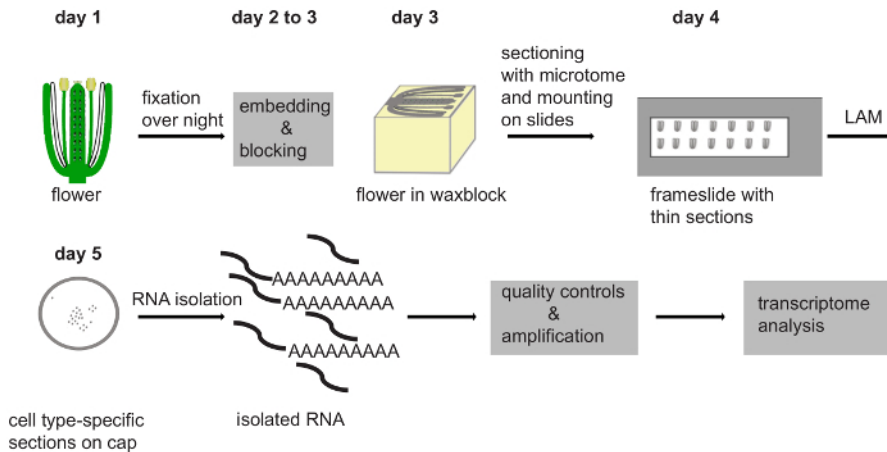 day 1
day 2 to 3
day 3
day 4
fixation
over night
embedding
&
blocking
sectioning
with microtome
and mounting
on slides
LAM
flower
flower in waxblock
frameslide with
thin sections
day 5
RNA isolation
AAAAAAAAA
AAAAAAAAA
AAAAAAAAA
quality controls
&
amplification
transcriptome
analysis
cell type-specific
sections on cap
isolated RNA